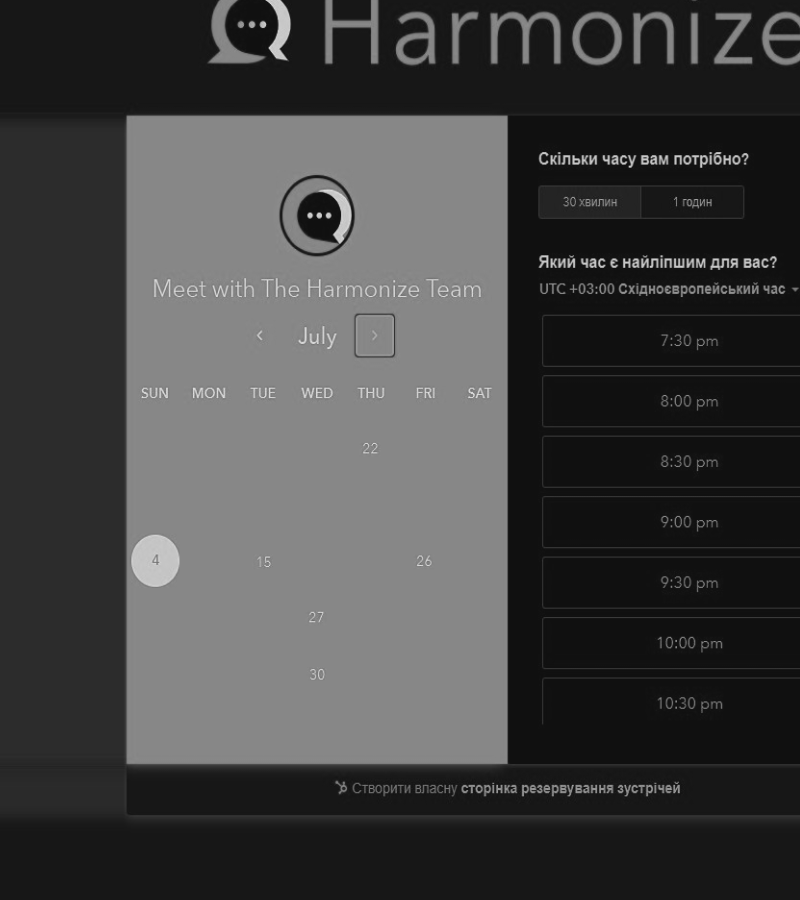 Harmonize
Meet with The Harmonize Team
July
SUN MON TUE WED THU FRI SAT
22
4 15 26
27
30
Скільки часу вам потрібно?
30 хвилин 1 годин
Який час є найліпшим для вас?
UTC +03:00 Східноєвропейський час
7:30 pm
8:00 pm
8:30 pm
9:00 pm
9:30 pm
10:00 pm
10:30 pm
Створити власну сторінка резервування зустрічей